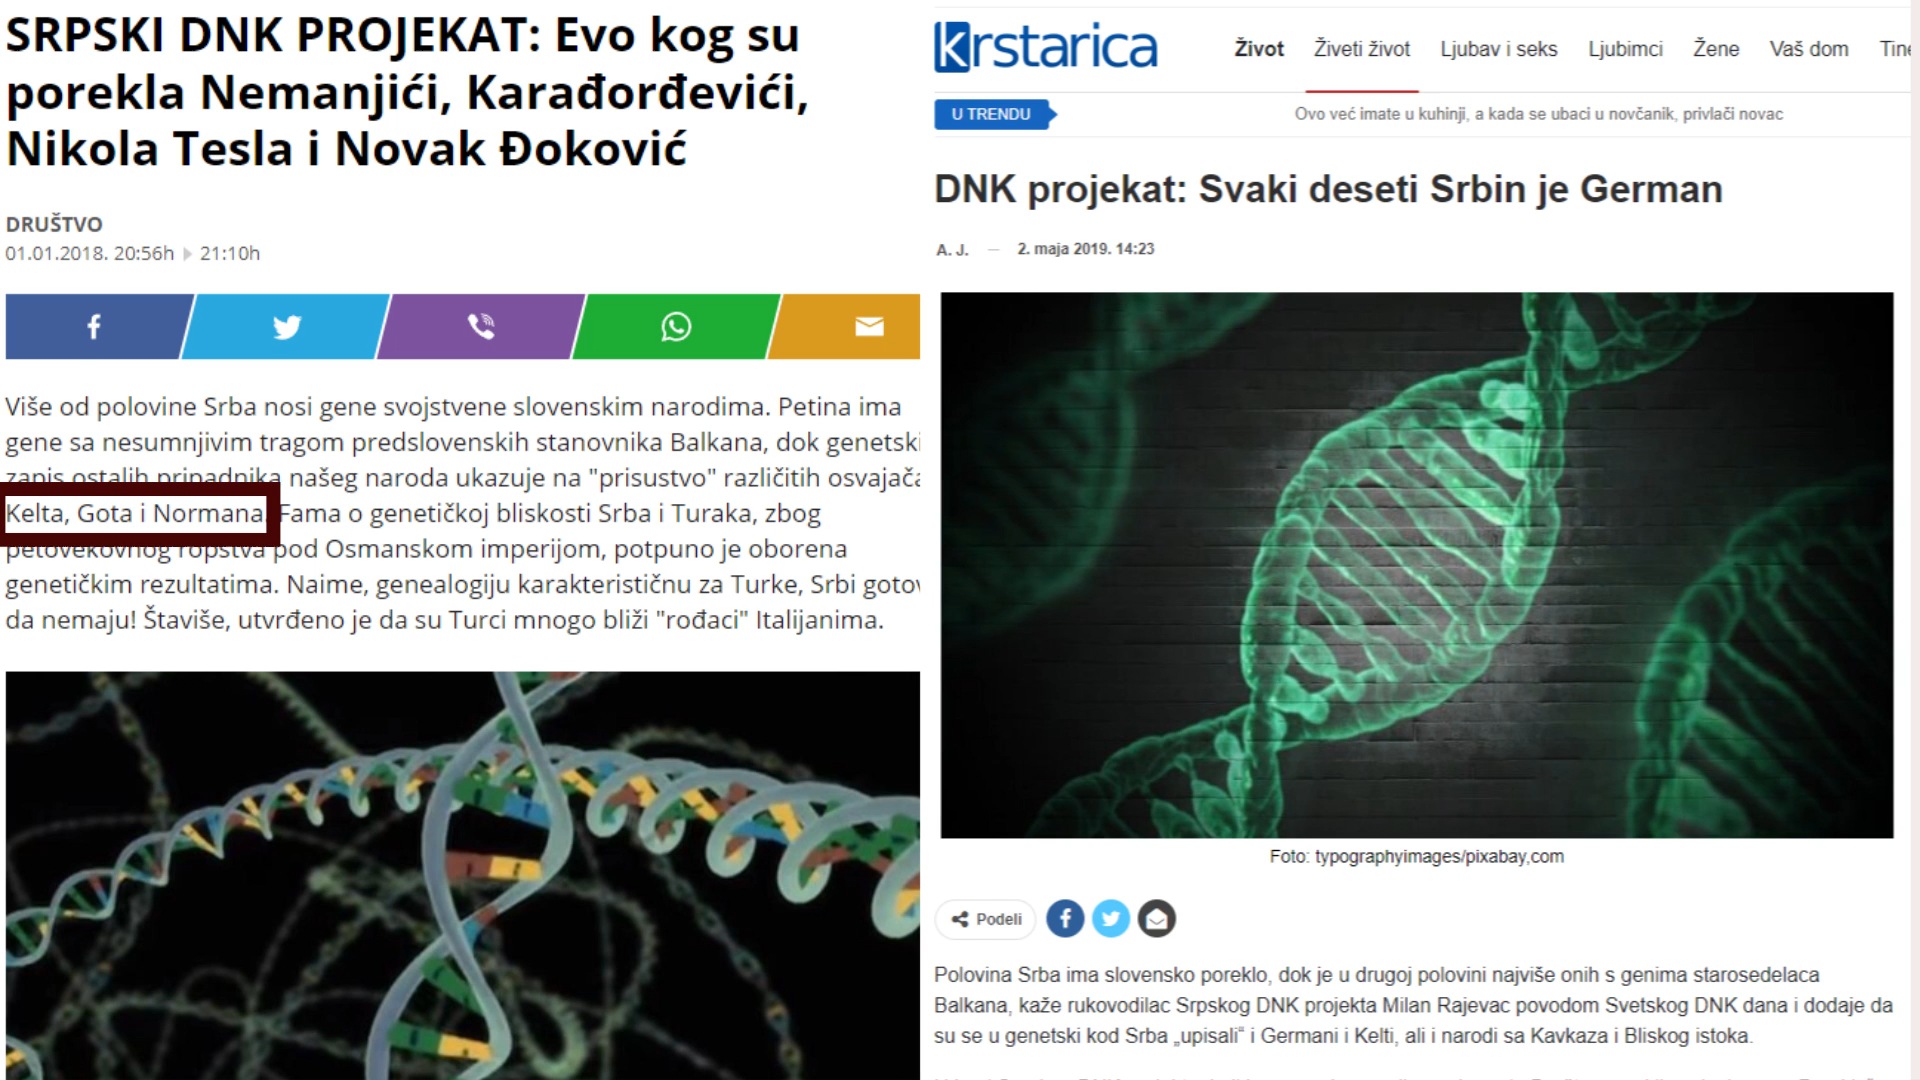 SRPSKI DNK PROJEKAT: Evo kog su
porekla Nemanjići, Karađorđevići,
Nikola Tesla i Novak Đoković
DRUŠTVO
01.01.2018. 20:56h 21:10h
Više od polovine Srba nosi gene svojstvene slovenskim narodima. Petina ima
gene sa nesumnjivim tragom predslovenskih stanovnika Balkana, dok genetski
zapis ostalih pripadnika našeg naroda ukazuje na "prisustvo" različitih osvajača
Kelta, Gota i Normana. Fama o genetičkoj bliskosti Srba i Turaka, zbog
petovekovnog ropstva pod Osmanskom imperijom, potpuno je oborena
genetičkim rezultatima. Naime, genealogiju karakterističnu za Turke, Srbi gotov
da nemaju! Štaviše, utvrđeno je da su Turci mnogo bliži "rođaci" Italijanima.
krstarica
Život Živeti život Ljubav i seks Ljubimci Žene Vaš dom Tine
U TRENDU Ovo već imate u kuhinji, a kada se ubaci u novčanik, privlači novac
DNK projekat: Svaki deseti Srbin je German
A. J. — 2. maja 2019. 14:23
Foto: typographyimages/pixabay,com
Podeli
Polovina Srba ima slovensko poreklo, dok je u drugoj polovini najviše onih s genima starosedelaca
Balkana, kaže rukovodilac Srpskog DNK projekta Milan Rajevac povodom Svetskog DNK dana i dodaje da
su se u genetski kod Srba „upisali“ i Germani i Kelti, ali i narodi sa Kavkaza i Bliskog istoka.